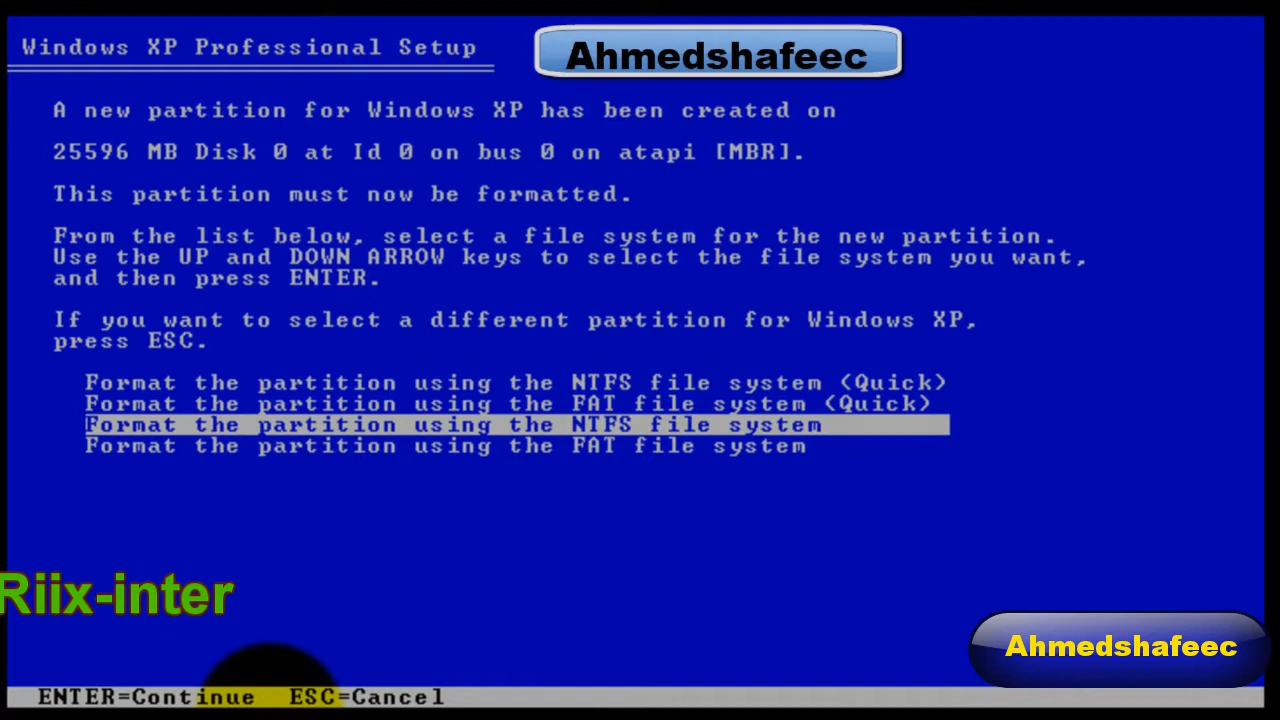 Windows XP Professional Setup
Ahmedshafeec
A new partition for Windows XP has been created on
25596 MB Disk 0 at Id 0 on bus 0 on atapi [MBR].
This partition must now be formatted.
From the list below, select a file system for the new partition.
Use the UP and DOWN ARROW keys to select the file system you want,
and then press ENTER.
If you want to select a different partition for Windows XP,
press ESC.
Format the partition using the NTFS file system (Quick)
Format the partition using the FAT file system (Quick)
Format the partition using the NTFS file system
Format the partition using the FAT file system
Riix-inter
Ahmedshafeec
ENTER=Continue ESC=Cancel